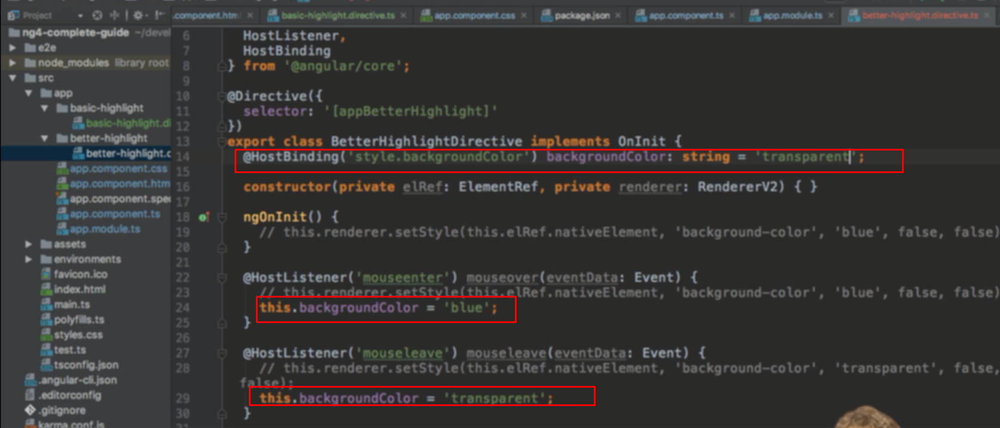 Project
.component.htm
basic-highlight.directive.ts
app.component.css
package.json
app.component.ts
app.module.ts
better-highlight.directive.ts
ng4-complete-guide ~/devel
e2e
node_modules library root
src
app
basic-highlight
basic-highlight.di
better-highlight
better-highlight.d
app.component.css
app.component.htm
app.component.spec
app.component.ts
app.module.ts
assets
environments
favicon.ico
index.html
main.ts
polyfills.ts
styles.css
test.ts
tsconfig.json
.angular-cli.json
.editorconfig
.gitignore
karma.conf.js
6 HostListener,
7 HostBinding
8 } from '@angular/core';
9
10 @Directive({
11 selector: '[appBetterHighlight]'
12 })
13 export class BetterHighlightDirective implements OnInit {
14 @HostBinding('style.backgroundColor') backgroundColor: string = 'transparent';
15
16 constructor(private elRef: ElementRef, private renderer: RendererV2) { }
17
18 ngOnInit() {
19 // this.renderer.setStyle(this.elRef.nativeElement, 'background-color', 'blue', false, false)
20 }
21
22 @HostListener('mouseenter') mouseover(eventData: Event) {
23 // this.renderer.setStyle(this.elRef.nativeElement, 'background-color', 'blue', false, false)
24 this.backgroundColor = 'blue';
25 }
26
27 @HostListener('mouseleave') mouseleave(eventData: Event) {
28 // this.renderer.setStyle(this.elRef.nativeElement, 'background-color', 'transparent', false,
false);
29 this.backgroundColor = 'transparent';
30 }
31